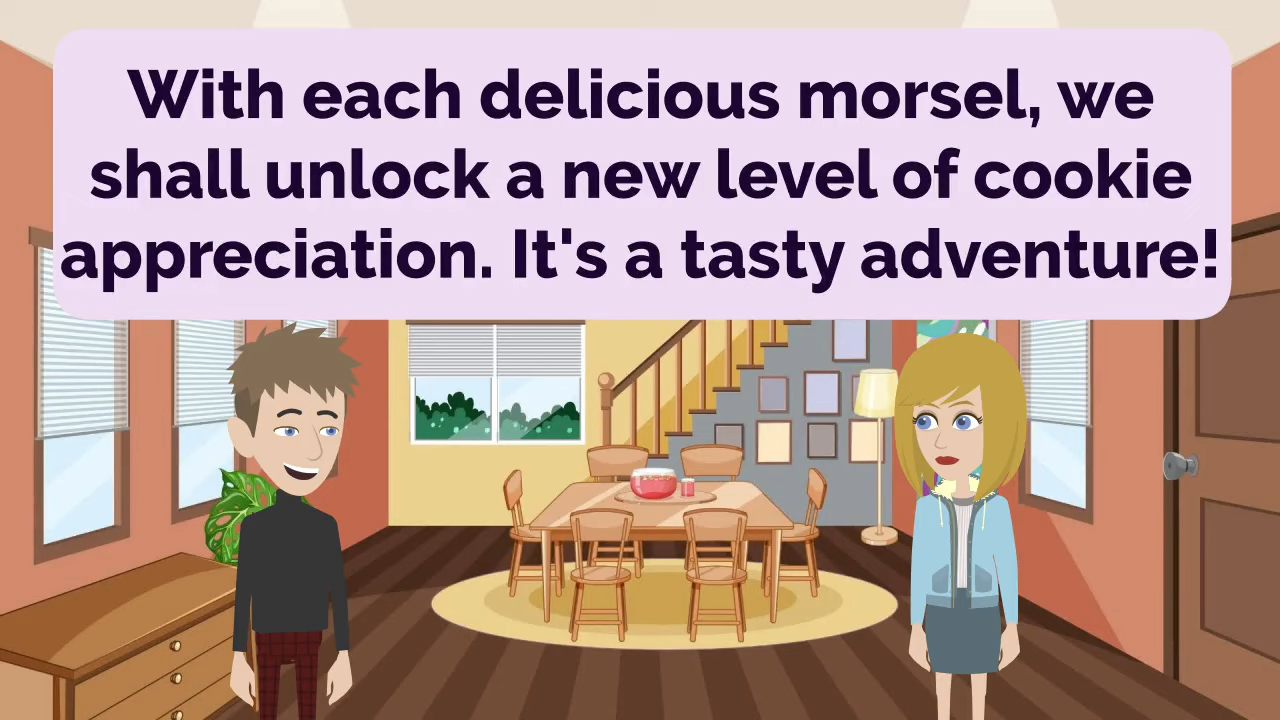 With each delicious morsel, we
shall unlock a new level of cookie
appreciation. It's a tasty adventure!